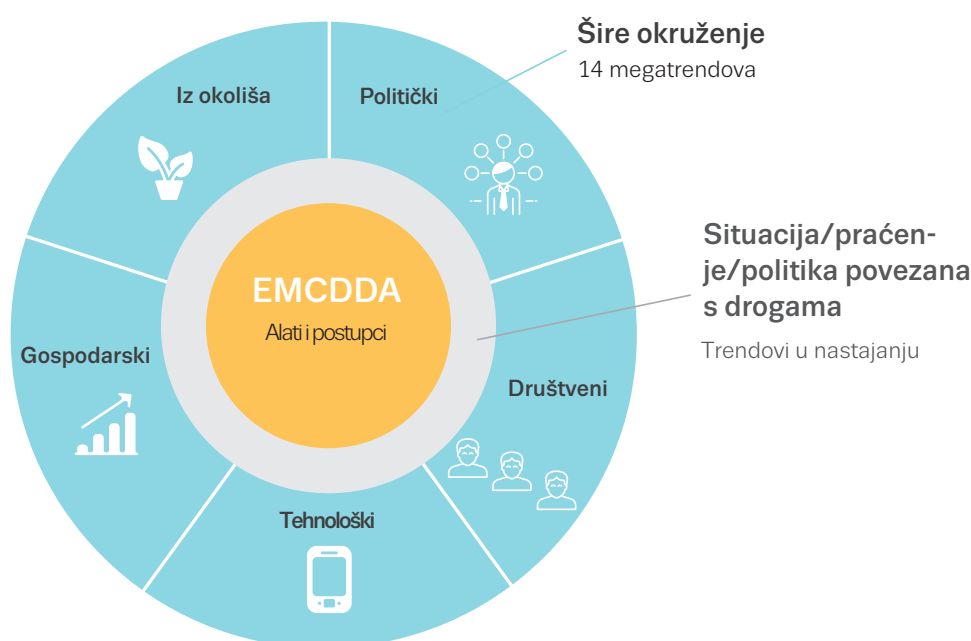 Šire okruženje
14 megatrendova
Iz okoliša
Politički
Situacija/praćen-
je/politika povezana
s drogama
Trendovi u nastajanju
EMCDDA
Alati i postupci
Gospodarski
Društveni
Tehnološki